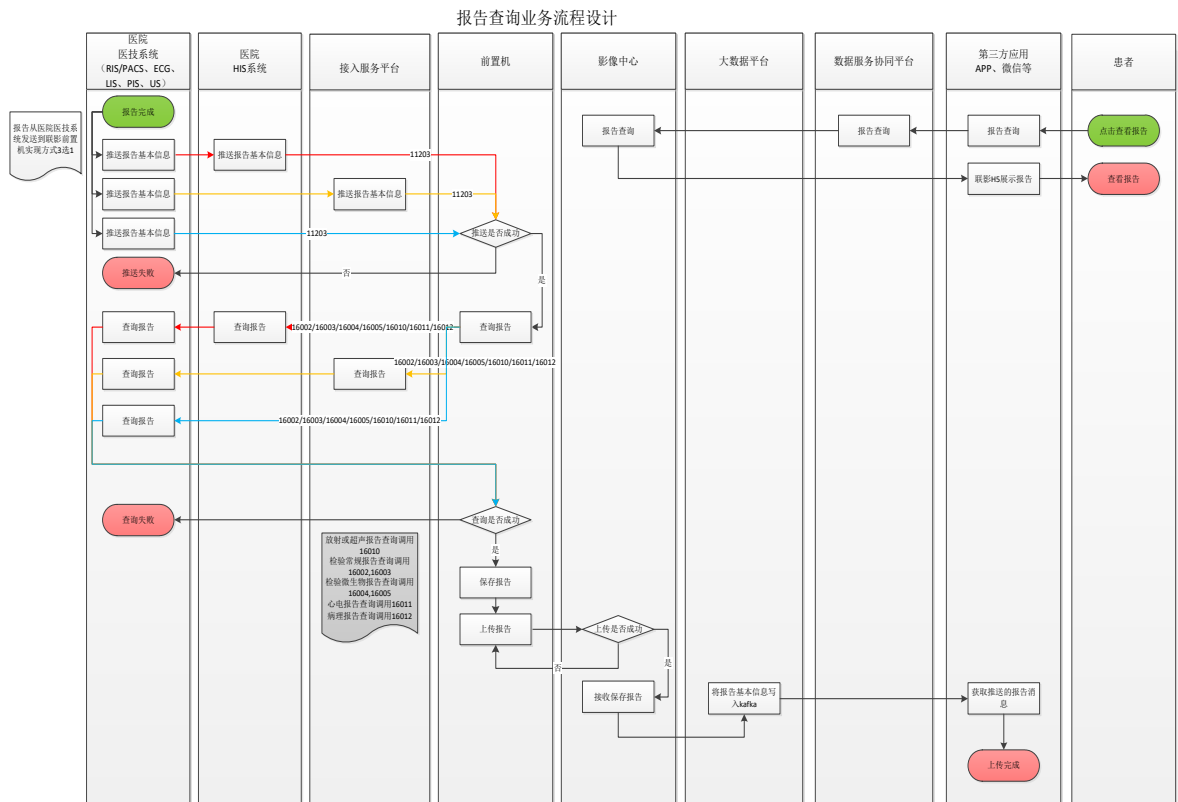 报告查询业务流程设计
医院
医技系统
（RIS/PACS、ECG、
LIS、PIS、US）
医院
HIS系统
接入服务平台
前置机
影像中心
大数据平台
数据服务协同平台
第三方应用
APP、微信等
患者
报告完成
报告从医院医技系
统发送到联影前置
机实现方式3选1
报告查询
报告查询
报告查询
点击查看报告
推送报告基本信息
推送报告基本信息
11203
联影H5展示报告
查看报告
推送报告基本信息
推送报告基本信息
11203
推送报告基本信息
11203
推送是否成功
推送失败
否
是
查询报告
查询报告
16002/16003/16004/16005/16010/16011/16012
查询报告
16002/16003/16004/16005/16010/16011/16012
查询报告
查询报告
查询报告
16002/16003/16004/16005/16010/16011/16012
查询失败
查询是否成功
放射或超声报告查询调用
16010
检验常规报告查询调用
16002,16003
检验微生物报告查询调用
16004,16005
心电报告查询调用16011
病理报告查询调用16012
是
保存报告
上传报告
上传是否成功
否
是
接收保存报告
将报告基本信息写
入kafka
获取推送的报告消
息
上传完成